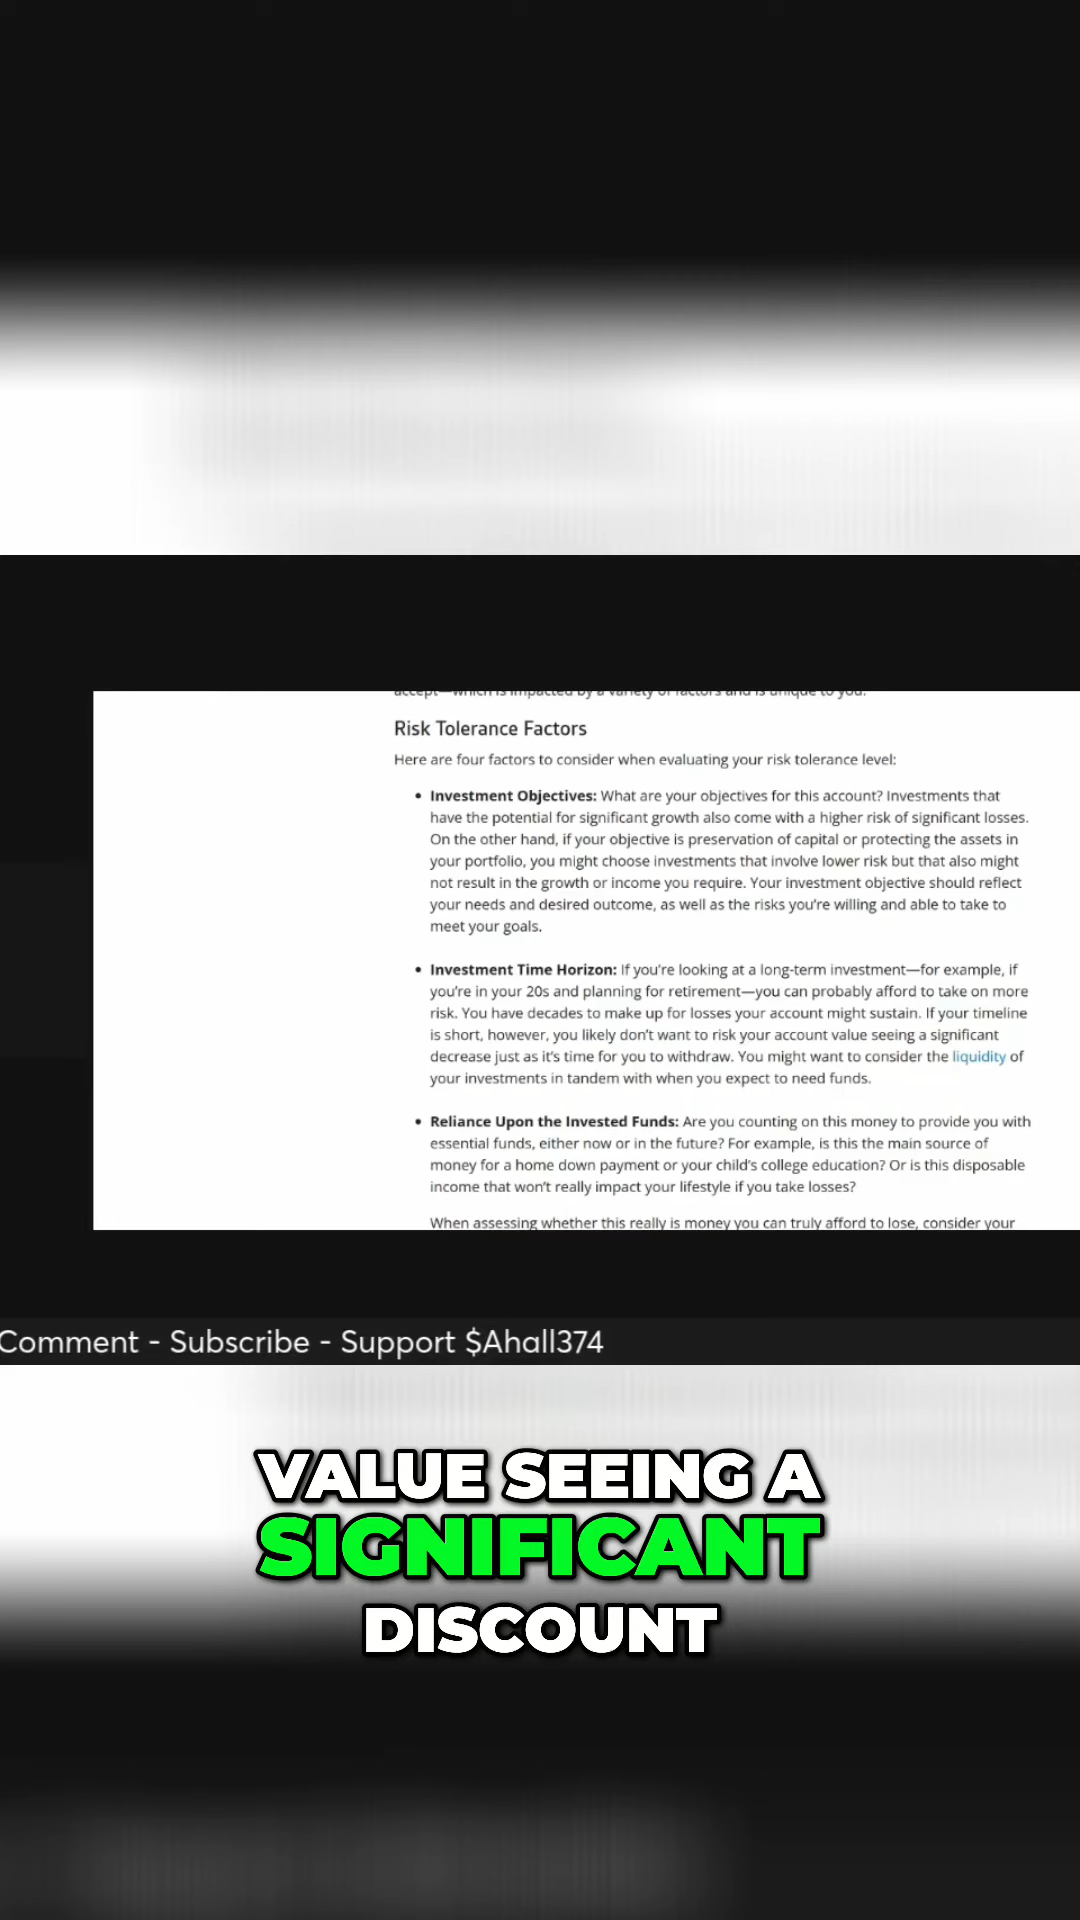 accept—which is impacted by a variety of factors and is unique to you.
Risk Tolerance Factors
Here are four factors to consider when evaluating your risk tolerance level:
• Investment Objectives: What are your objectives for this account? Investments that
have the potential for significant growth also come with a higher risk of significant losses.
On the other hand, if your objective is preservation of capital or protecting the assets in
your portfolio, you might choose investments that involve lower risk but that also might
not result in the growth or income you require. Your investment objective should reflect
your needs and desired outcome, as well as the risks you're willing and able to take to
meet your goals.
• Investment Time Horizon: If you're looking at a long-term investment—for example, if
you're in your 20s and planning for retirement—you can probably afford to take on more
risk. You have decades to make up for losses your account might sustain. If your timeline
is short, however, you likely don't want to risk your account value seeing a significant
decrease just as it's time for you to withdraw. You might want to consider the liquidity of
your investments in tandem with when you expect to need funds.
• Reliance Upon the Invested Funds: Are you counting on this money to provide you with
essential funds, either now or in the future? For example, is this the main source of
money for a home down payment or your child's college education? Or is this disposable
income that won't really impact your lifestyle if you take losses?
When assessing whether this really is money you can truly afford to lose, consider your
Comment - Subscribe - Support $Ahall374
VALUE SEEING A
SIGNIFICANT
DISCOUNT